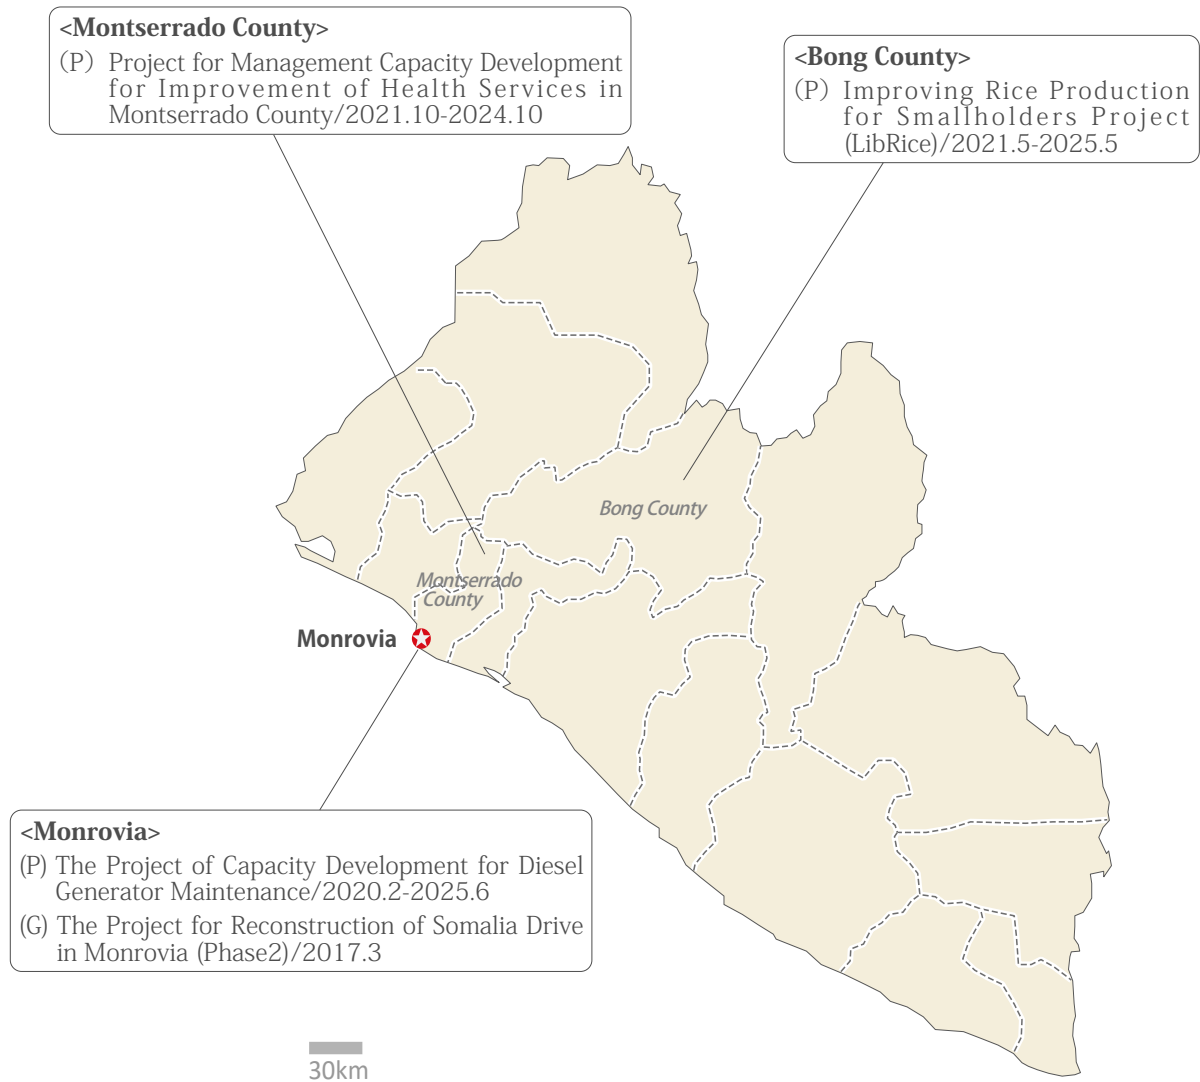 <Montserrado County>
(P) Project for Management Capacity Development
for Improvement of Health Services in
Montserrado County/2021.10-2024.10
<Bong County>
(P) Improving Rice Production
for Smallholders Project
(LibRice)/2021.5-2025.5
Bong County
Montserrado
County
Monrovia
<Monrovia>
(P) The Project of Capacity Development for Diesel
Generator Maintenance/2020.2-2025.6
(G) The Project for Reconstruction of Somalia Drive
in Monrovia (Phase2)/2017.3
30km